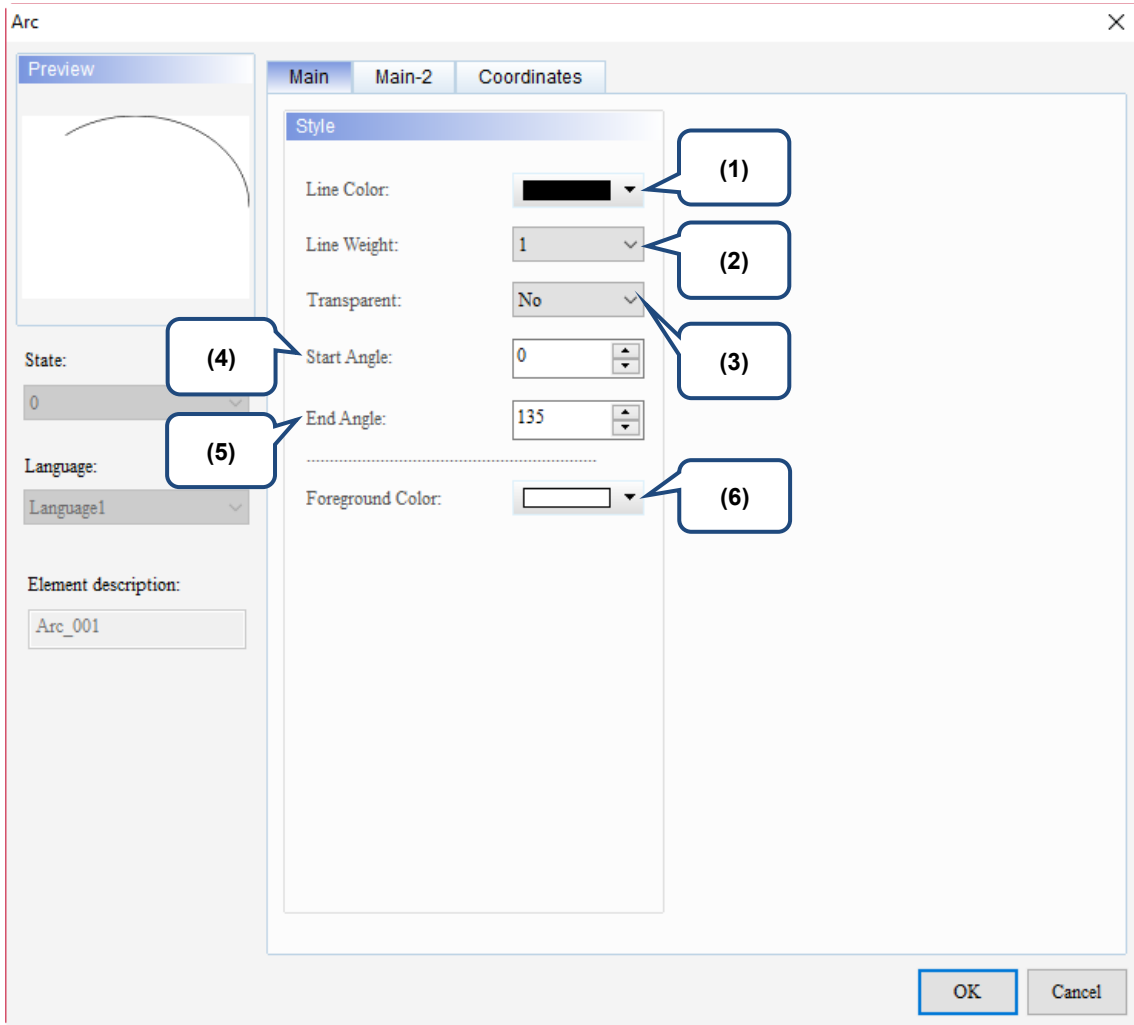 Arc
Preview
Main Main-2 Coordinates
Style
Line Color:
(1)
Line Weight: 1
(2)
Transparent: No
(3)
(4)
Start Angle: 0
End Angle: 135
(5)
Foreground Color:
(6)
State:
0
Language:
Language1
Element description:
Arc_001
OK Cancel